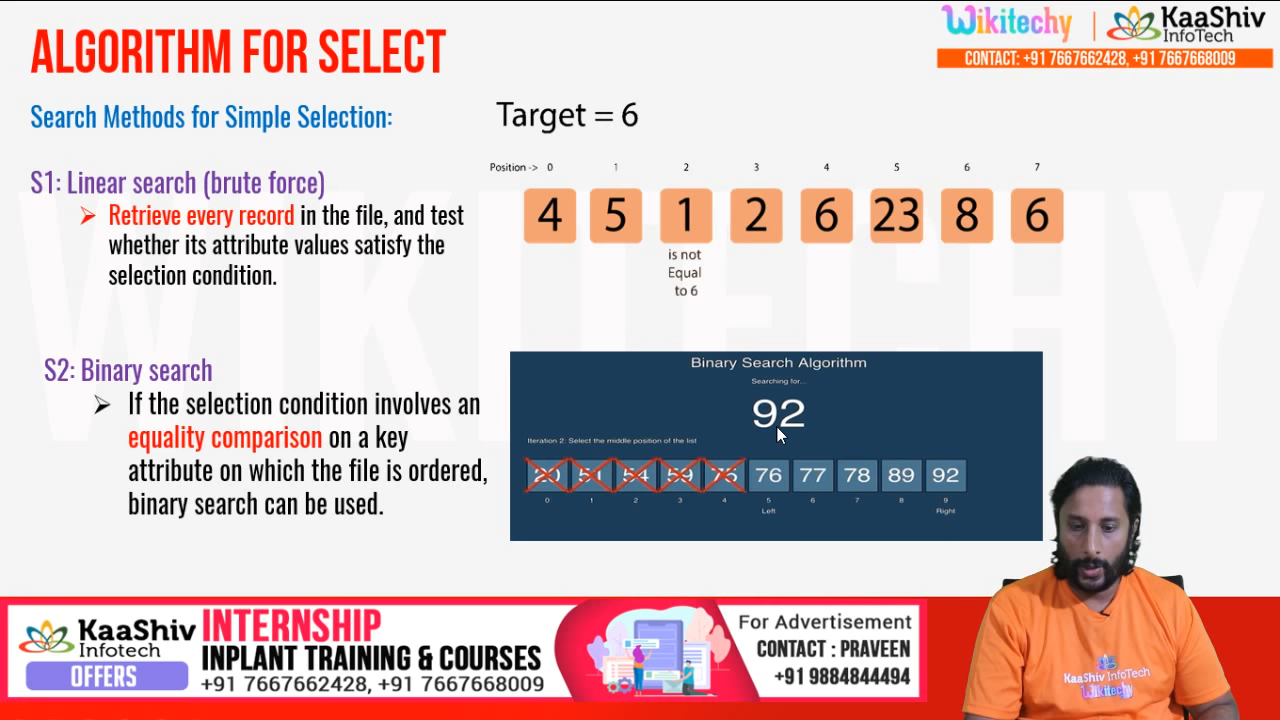 ALGORITHM FOR SELECT
Wikitechy | KaaShiv InfoTech
CONTACT: +91 7667662428, +91 7667668009
Search Methods for Simple Selection:
Target = 6
Position -> 0 1 2 3 4 5 6 7
4 5 1 2 6 23 8 6
is not
Equal
to 6
S1: Linear search (brute force)
Retrieve every record in the file, and test
whether its attribute values satisfy the
selection condition.
S2: Binary search
If the selection condition involves an
equality comparison on a key
attribute on which the file is ordered,
binary search can be used.
Binary Search Algorithm
Searching for...
92
Iteration 2: Select the middle position of the list
20 51 54 59 75 76 77 78 89 92
0 1 2 3 4 5 6 7 8 9
Left Right
WIKITECHY
KaaShiv
Infotech
OFFERS
INTERNSHIP
INPLANT TRAINING & COURSES
+91 7667662428, +91 7667668009
For Advertisement
CONTACT : PRAVEEN
+91 9884844494
KaaShiv InfoTech
Wikitechy